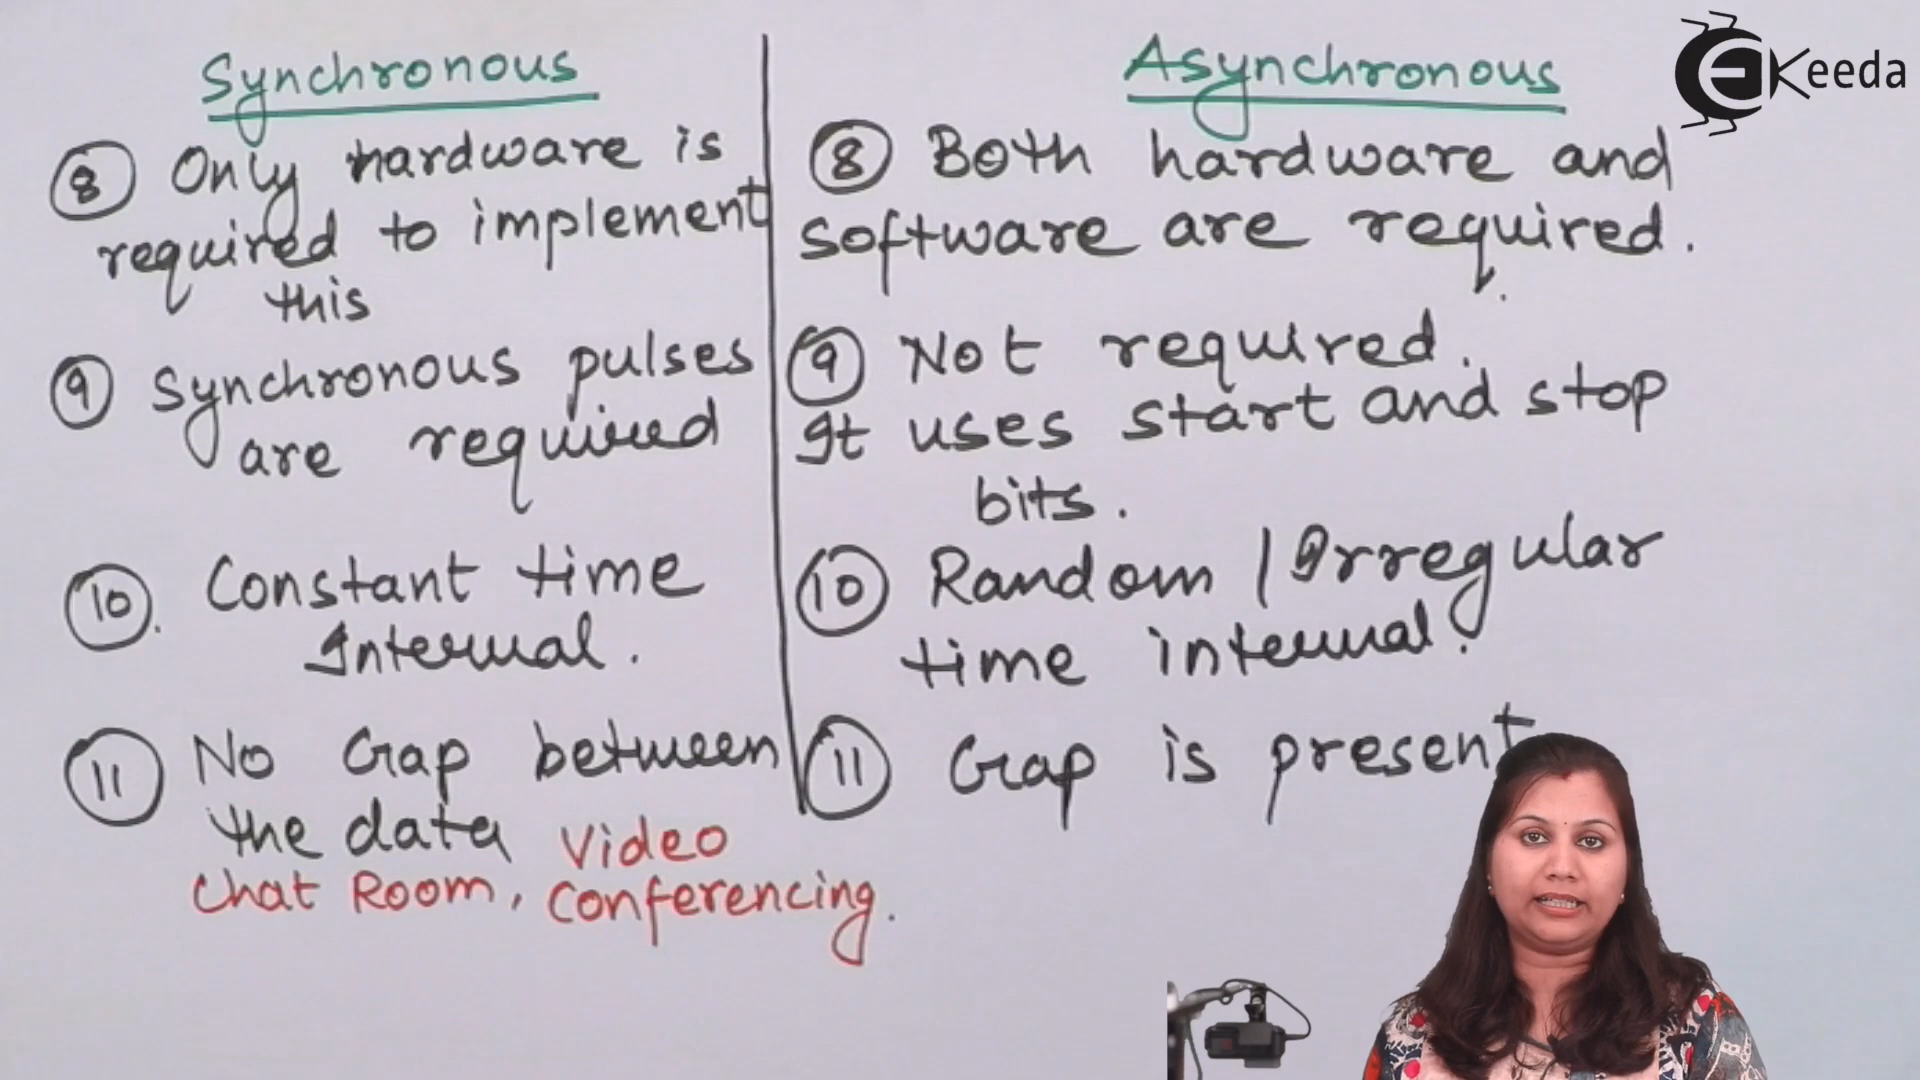 Synchronous
⑧ Only hardware is
required to implement
this
⑨ Synchronous pulses
are required
⑩. Constant time
Interval.
⑪ No Gap between
the data
Video
Chat Room, Conferencing.
Asynchronous
⑧ Both hardware and
software are required.
⑨ Not required.
It uses start and stop
bits.
⑩ Random / Irregular
time interval.
⑪ Gap is present
EKeeda